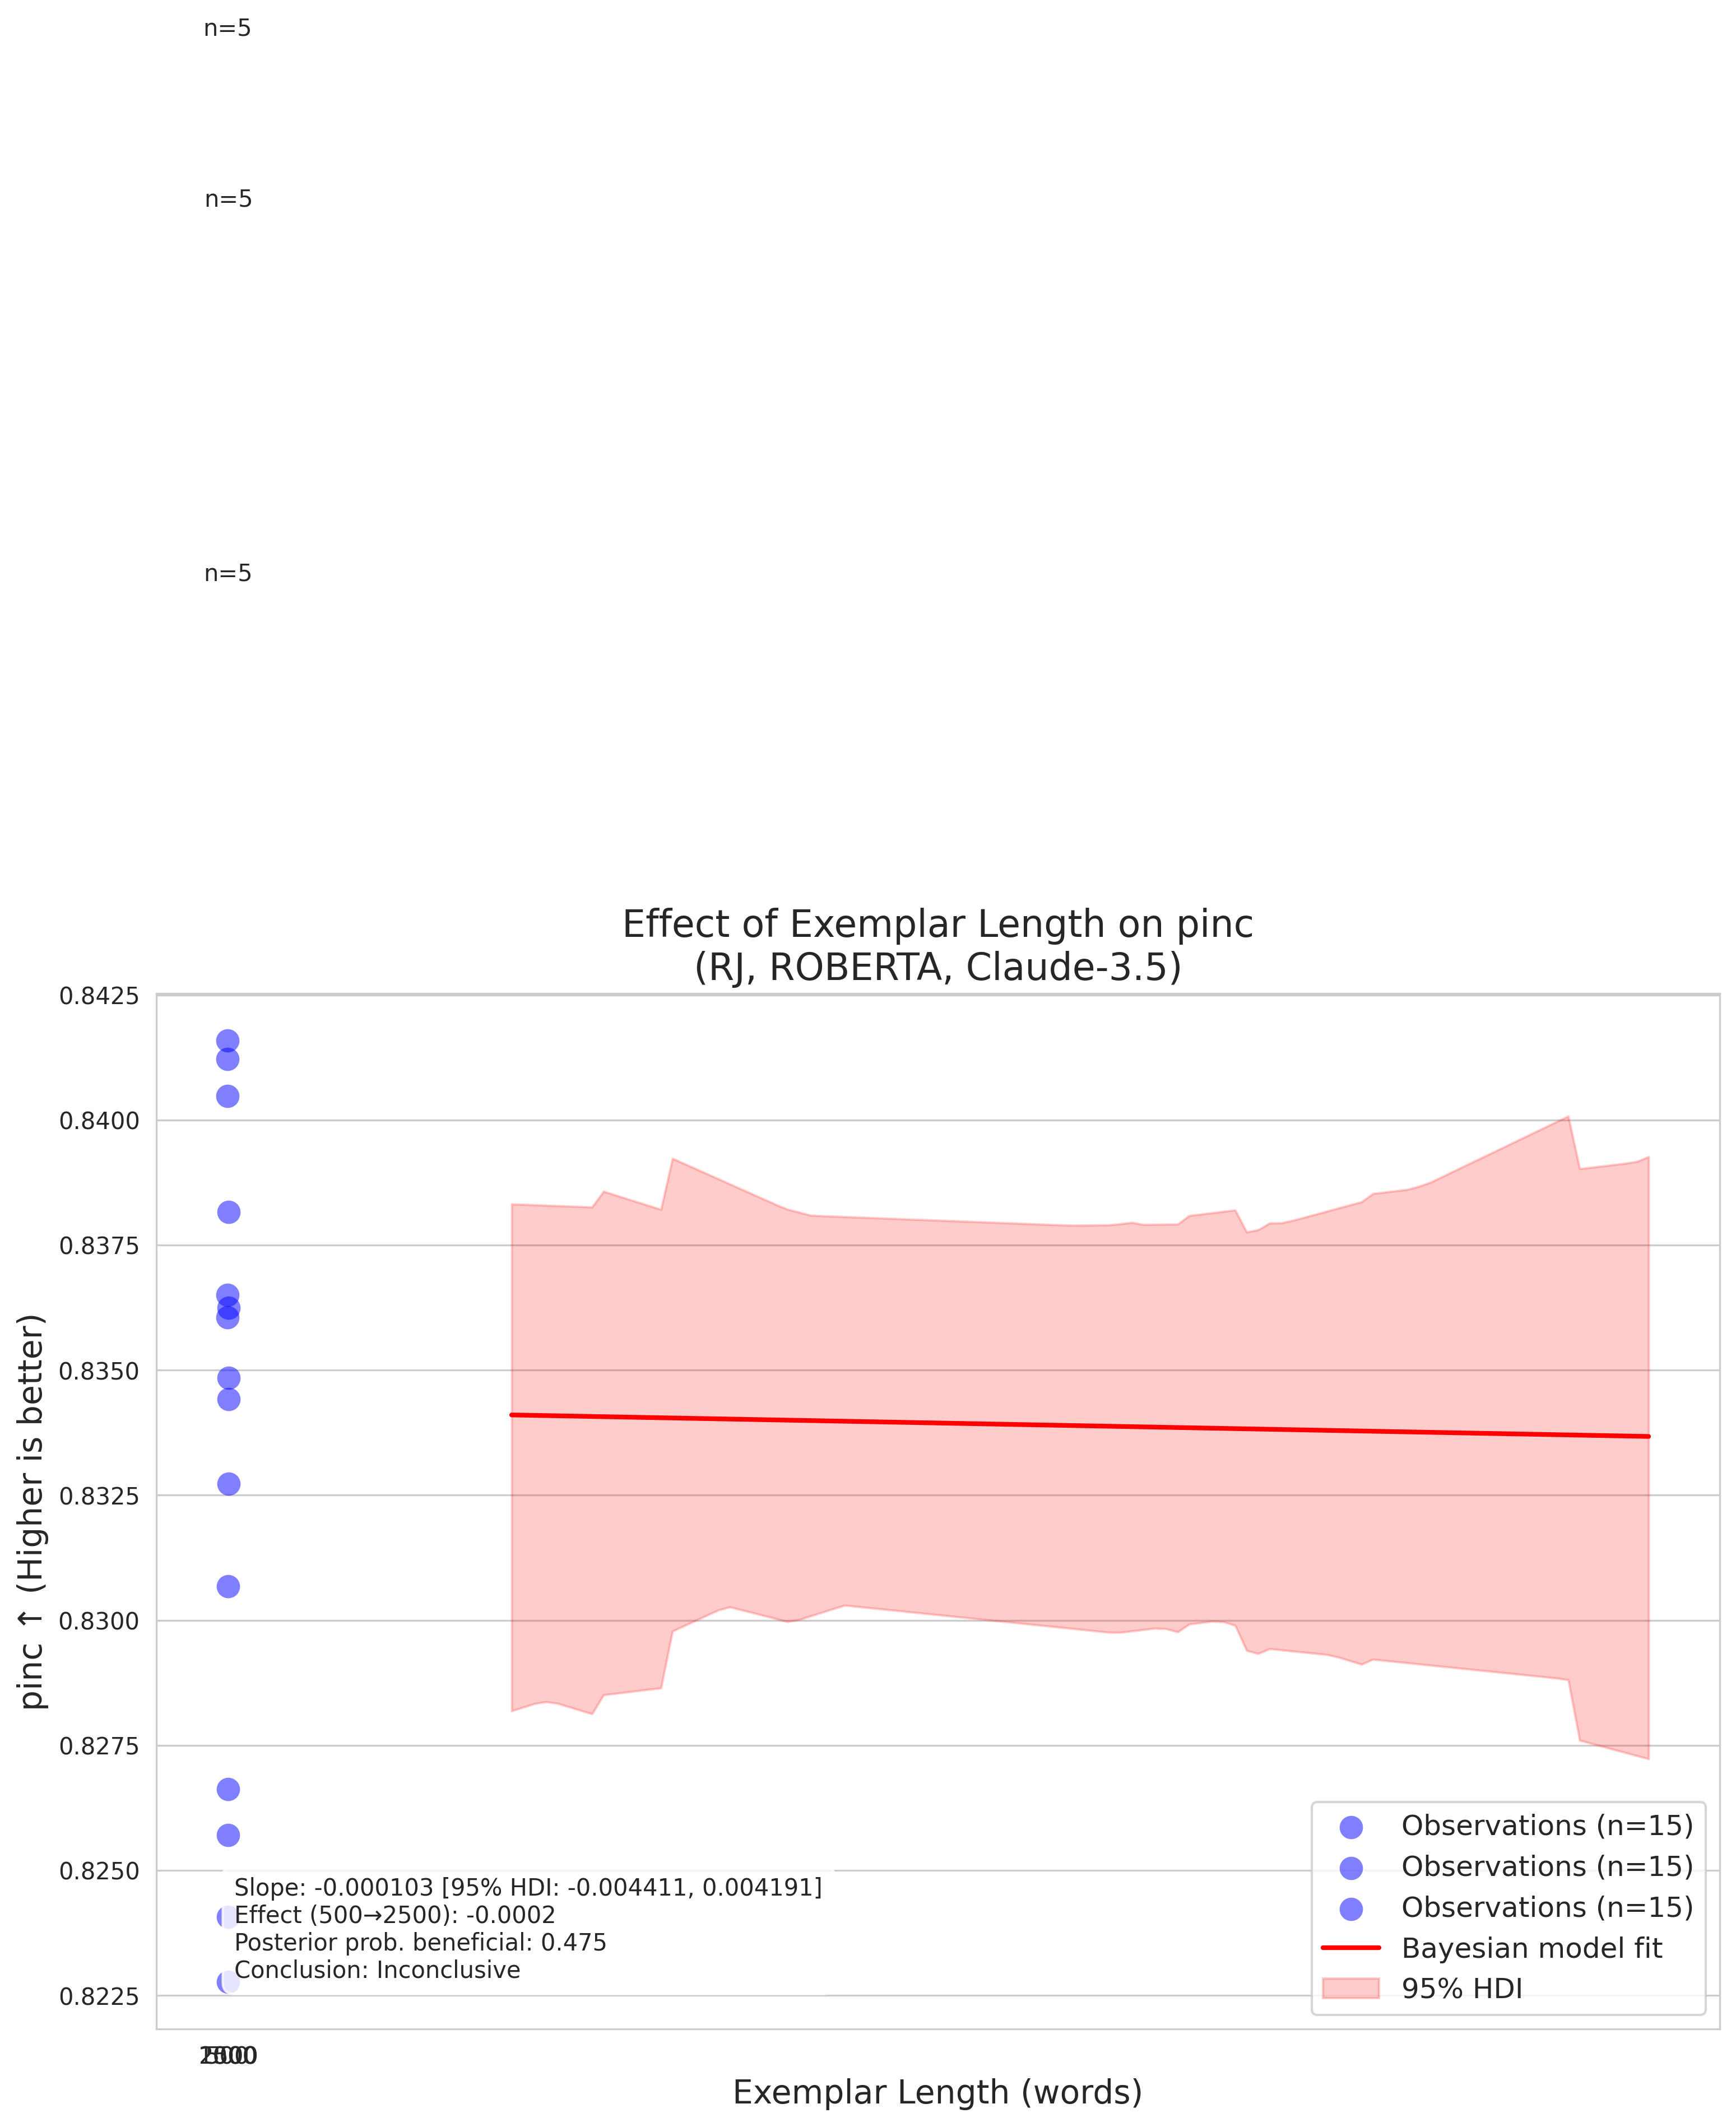 n=5
n=5
n=5
Effect of Exemplar Length on pinc
(RJ, ROBERTA, Claude-3.5)
pinc ↑ (Higher is better)
0.8425
0.8400
0.8375
0.8350
0.8325
0.8300
0.8275
0.8250
0.8225
Slope: -0.000103 [95% HDI: -0.004411, 0.004191]
Effect (500→2500): -0.0002
Posterior prob. beneficial: 0.475
Conclusion: Inconclusive
Observations (n=15)
Observations (n=15)
Observations (n=15)
Bayesian model fit
95% HDI
Exemplar Length (words)